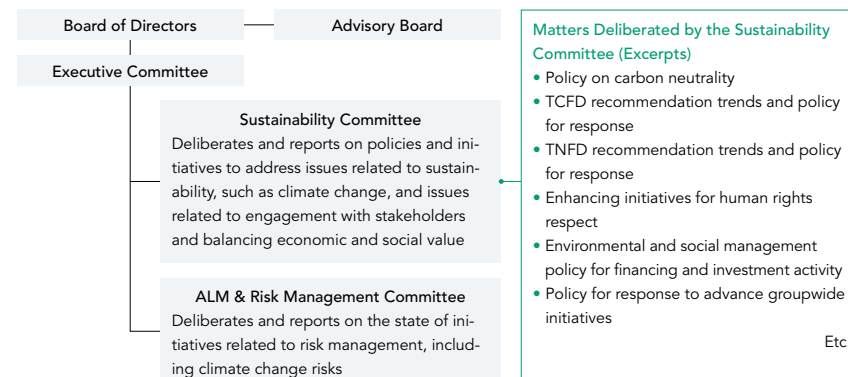 Board of Directors
Advisory Board
Executive Committee
Sustainability Committee
Deliberates and reports on policies and ini-
tiatives to address issues related to sustain-
ability, such as climate change, and issues
related to engagement with stakeholders
and balancing economic and social value
ALM & Risk Management Committee
Deliberates and reports on the state of ini-
tiatives related to risk management, includ-
ing climate change risks
Matters Deliberated by the Sustainability
Committee (Excerpts)
• Policy on carbon neutrality
• TCFD recommendation trends and policy
for response
• TNFD recommendation trends and policy
for response
• Enhancing initiatives for human rights
respect
• Environmental and social management
policy for financing and investment activity
• Policy for response to advance groupwide
initiatives
Etc